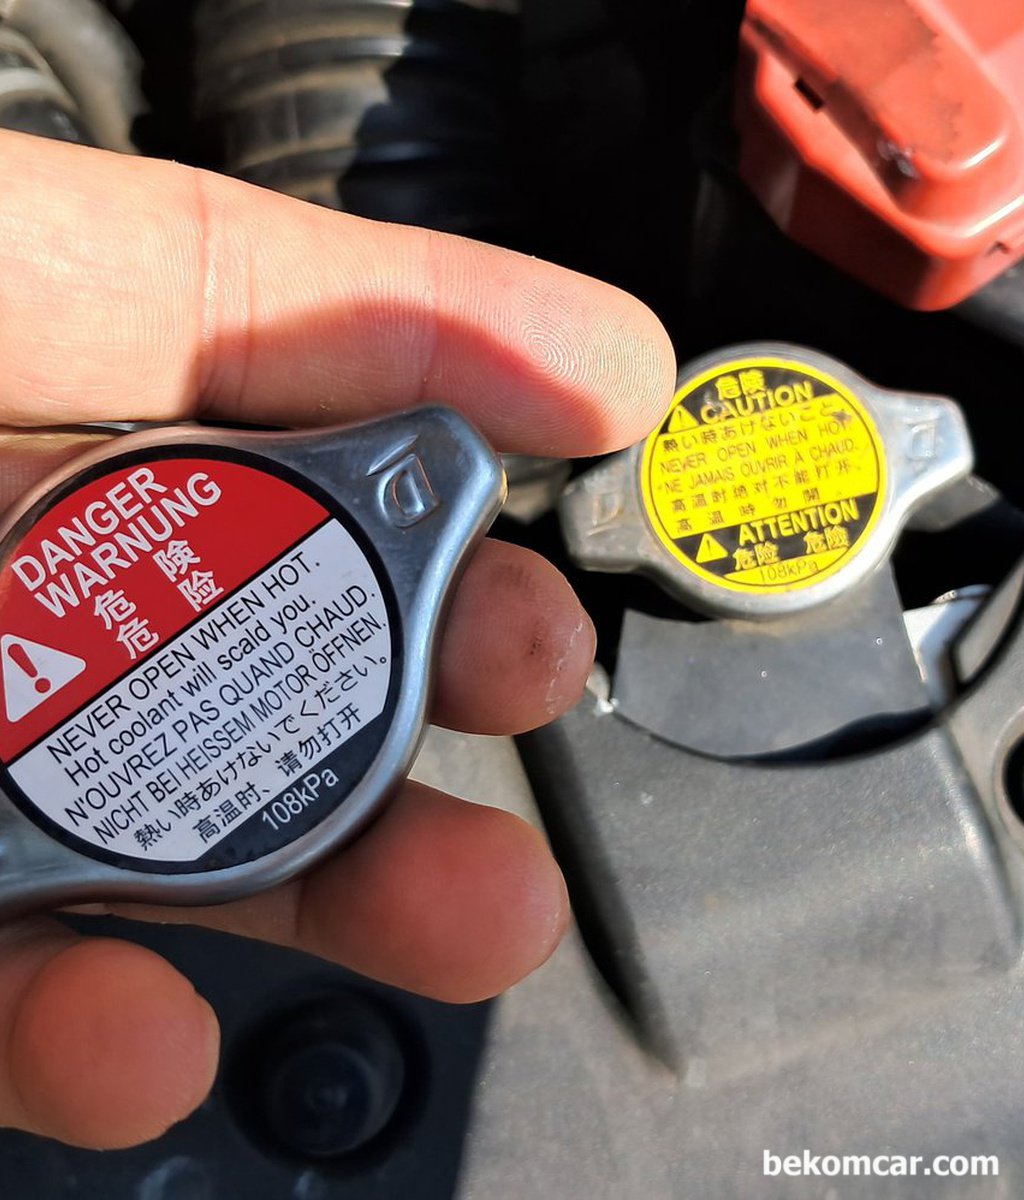 DANGER
WARNUNG
危 険
危 险
NEVER OPEN WHEN HOT.
Hot coolant will scald you.
N'OUVREZ PAS QUAND CHAUD.
NICHT BEI HEISSEM MOTOR ÖFFNEN.
熱い時あけないでください。
高温时、请勿打开
108kPa
危険
CAUTION
熱い時あけないこと
NEVER OPEN WHEN HOT.
NE JAMAIS OUVRIR A CHAUD.
高温时绝对不能打开.
高温時勿開
ATTENTION
危险 危險
108kPa
bekomcar.com